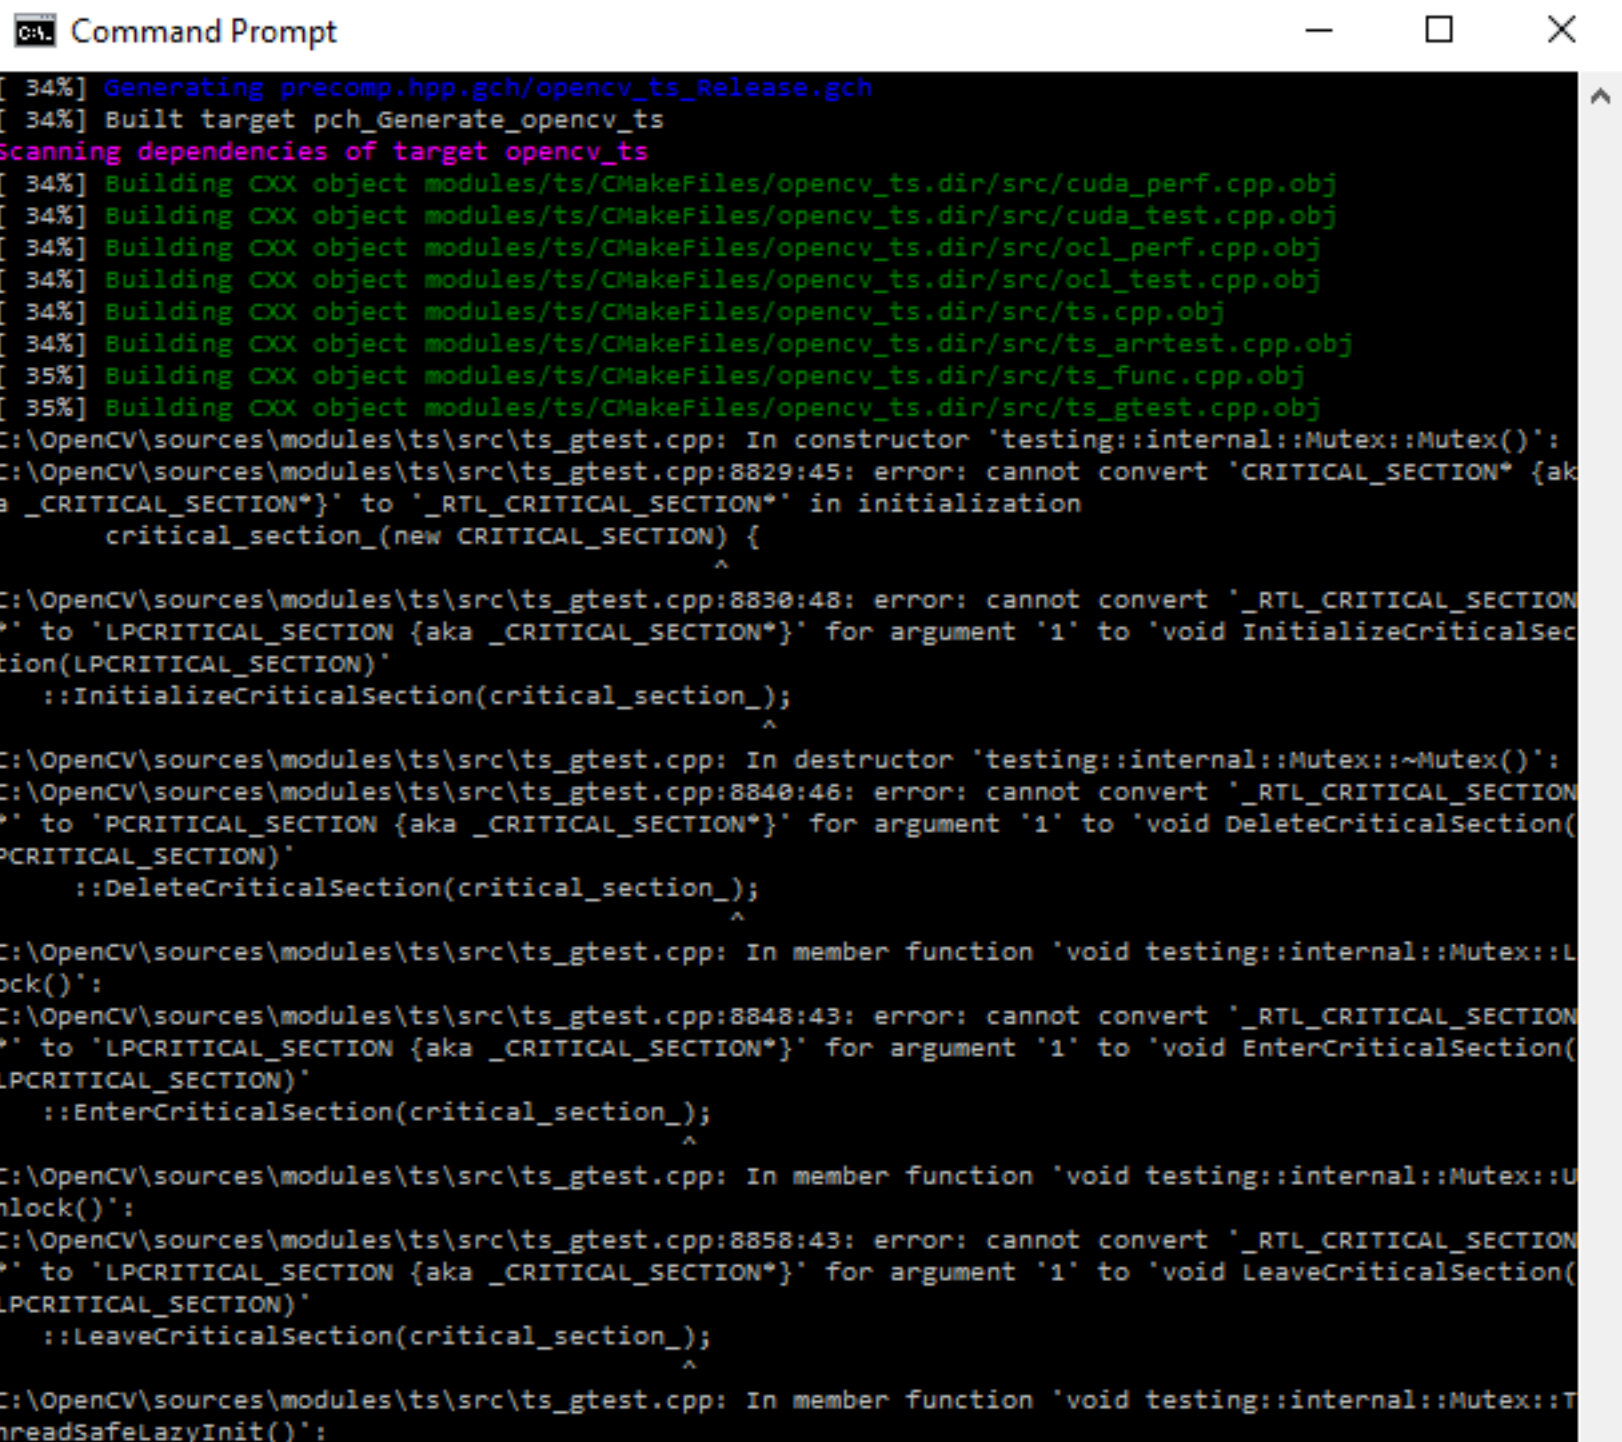 Command Prompt
[ 34%] Generating precomp.hpp.gch/opencv_ts_Release.gch
[ 34%] Built target pch_Generate_opencv_ts
Scanning dependencies of target opencv_ts
[ 34%] Building CXX object modules/ts/CMakeFiles/opencv_ts.dir/src/cuda_perf.cpp.obj
[ 34%] Building CXX object modules/ts/CMakeFiles/opencv_ts.dir/src/cuda_test.cpp.obj
[ 34%] Building CXX object modules/ts/CMakeFiles/opencv_ts.dir/src/ocl_perf.cpp.obj
[ 34%] Building CXX object modules/ts/CMakeFiles/opencv_ts.dir/src/ocl_test.cpp.obj
[ 34%] Building CXX object modules/ts/CMakeFiles/opencv_ts.dir/src/ts.cpp.obj
[ 34%] Building CXX object modules/ts/CMakeFiles/opencv_ts.dir/src/ts_arrtest.cpp.obj
[ 35%] Building CXX object modules/ts/CMakeFiles/opencv_ts.dir/src/ts_func.cpp.obj
[ 35%] Building CXX object modules/ts/CMakeFiles/opencv_ts.dir/src/ts_gtest.cpp.obj
C:\OpenCV\sources\modules\ts\src\ts_gtest.cpp: In constructor 'testing::internal::Mutex::Mutex()':
C:\OpenCV\sources\modules\ts\src\ts_gtest.cpp:8829:45: error: cannot convert 'CRITICAL_SECTION* {ak
a _CRITICAL_SECTION*}' to '_RTL_CRITICAL_SECTION*' in initialization
critical_section_(new CRITICAL_SECTION) {
^
C:\OpenCV\sources\modules\ts\src\ts_gtest.cpp:8830:48: error: cannot convert '_RTL_CRITICAL_SECTION
*' to 'LPCRITICAL_SECTION {aka _CRITICAL_SECTION*}' for argument '1' to 'void InitializeCriticalSec
tion(LPCRITICAL_SECTION)'
::InitializeCriticalSection(critical_section_);
^
C:\OpenCV\sources\modules\ts\src\ts_gtest.cpp: In destructor 'testing::internal::Mutex::~Mutex()':
C:\OpenCV\sources\modules\ts\src\ts_gtest.cpp:8840:46: error: cannot convert '_RTL_CRITICAL_SECTION
*' to 'PCRITICAL_SECTION {aka _CRITICAL_SECTION*}' for argument '1' to 'void DeleteCriticalSection(
PCRITICAL_SECTION)'
::DeleteCriticalSection(critical_section_);
^
C:\OpenCV\sources\modules\ts\src\ts_gtest.cpp: In member function 'void testing::internal::Mutex::L
ock()':
C:\OpenCV\sources\modules\ts\src\ts_gtest.cpp:8848:43: error: cannot convert '_RTL_CRITICAL_SECTION
*' to 'LPCRITICAL_SECTION {aka _CRITICAL_SECTION*}' for argument '1' to 'void EnterCriticalSection(
LPCRITICAL_SECTION)'
::EnterCriticalSection(critical_section_);
^
C:\OpenCV\sources\modules\ts\src\ts_gtest.cpp: In member function 'void testing::internal::Mutex::U
nlock()':
C:\OpenCV\sources\modules\ts\src\ts_gtest.cpp:8858:43: error: cannot convert '_RTL_CRITICAL_SECTION
*' to 'LPCRITICAL_SECTION {aka _CRITICAL_SECTION*}' for argument '1' to 'void LeaveCriticalSection(
LPCRITICAL_SECTION)'
::LeaveCriticalSection(critical_section_);
^
C:\OpenCV\sources\modules\ts\src\ts_gtest.cpp: In member function 'void testing::internal::Mutex::T
hreadSafeLazyInit()':